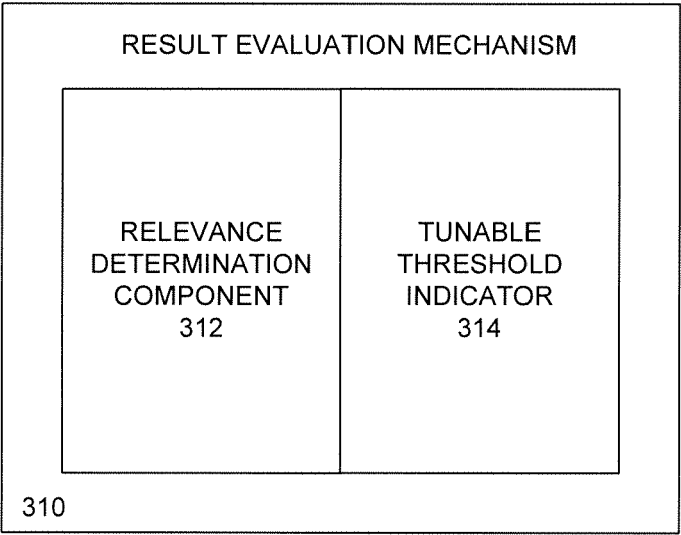 RESULT EVALUATION MECHANISM
RELEVANCE
DETERMINATION
COMPONENT
312
TUNABLE
THRESHOLD
INDICATOR
314
310